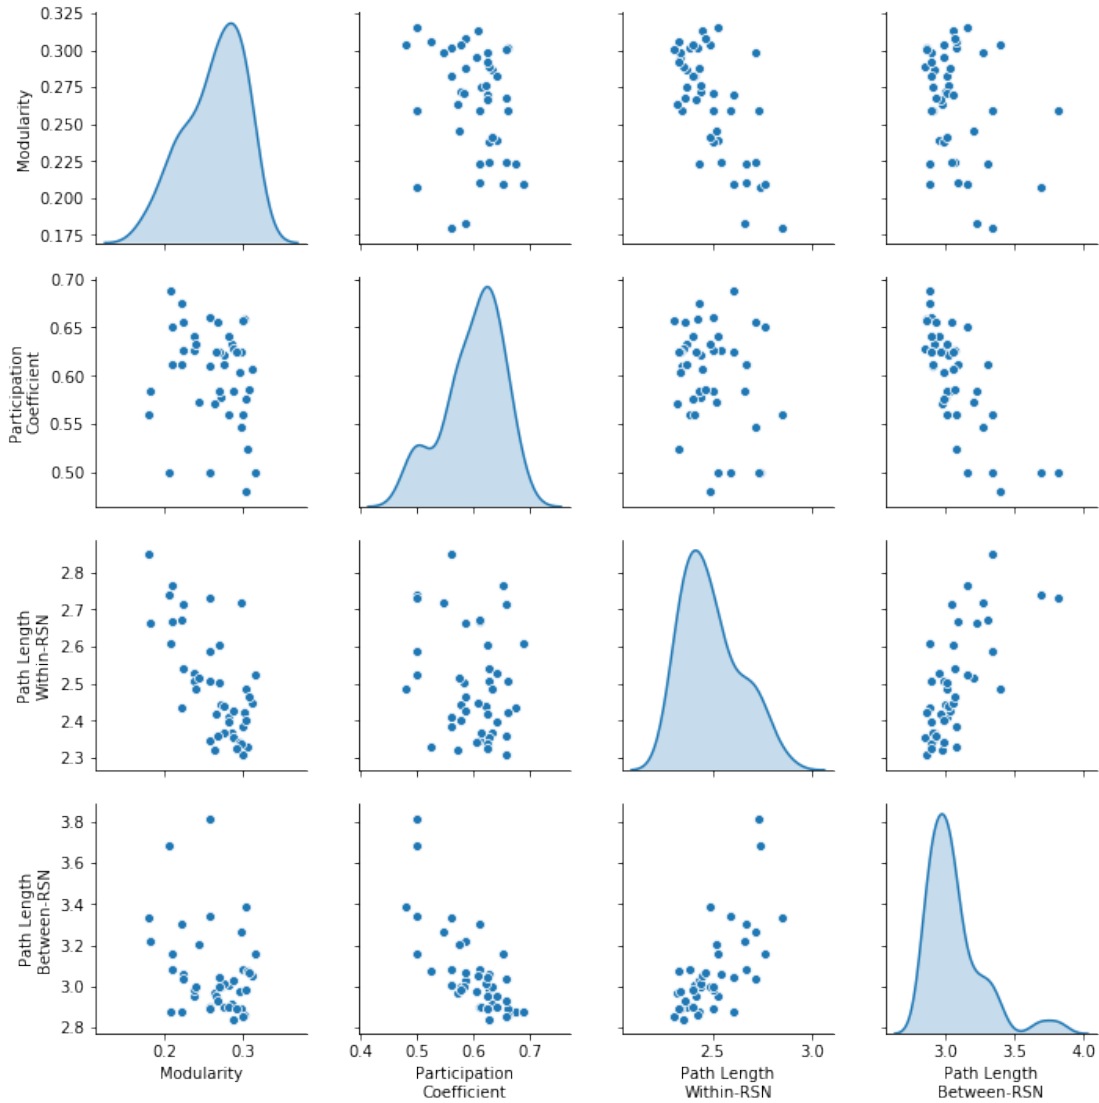 0.325
0.300
0.275
0.250
0.225
0.200
0.175
Modularity
0.70
0.65
0.60
0.55
0.50
Participation
Coefficient
2.8
2.7
2.6
2.5
2.4
2.3
Path Length
Within-RSN
3.8
3.6
3.4
3.2
3.0
2.8
Path Length
Between-RSN
0.2 0.3
Modularity
0.4 0.5 0.6 0.7
Participation
Coefficient
2.5 3.0
Path Length
Within-RSN
3.0 3.5 4.0
Path Length
Between-RSN